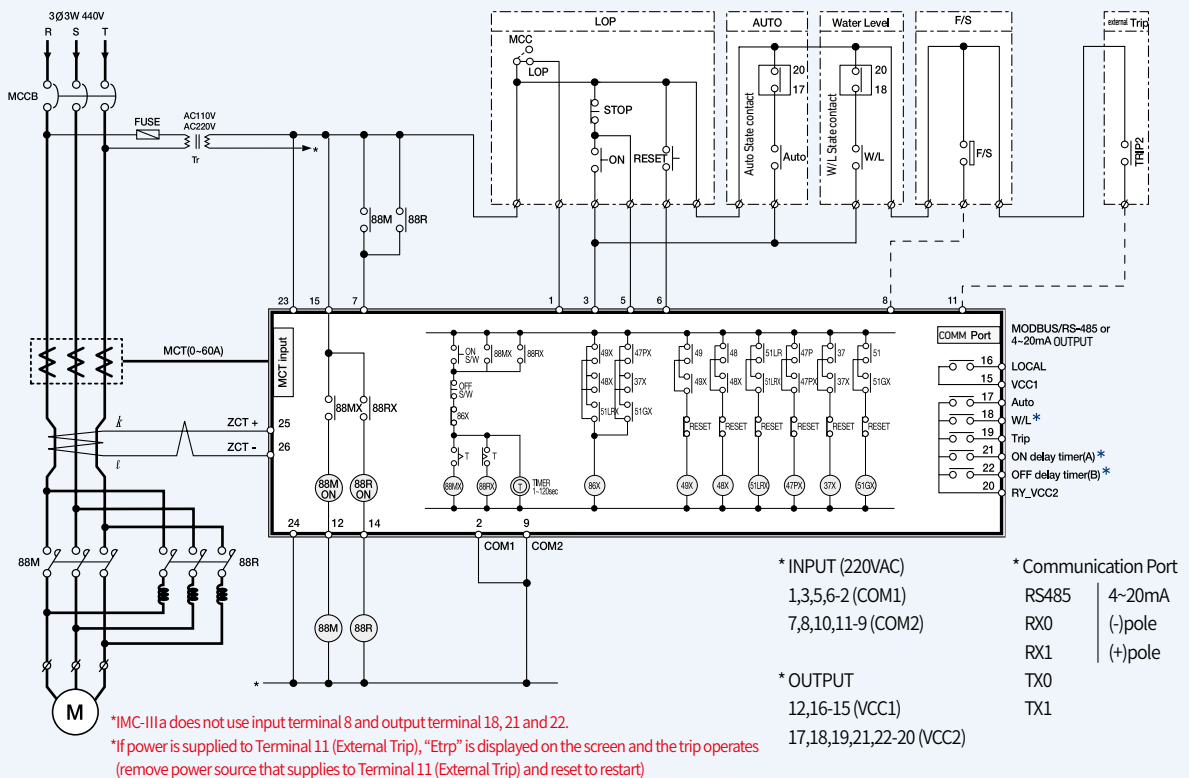 3Ø3W 440V
R S T
MCCB
FUSE
AC110V
AC220V
Tr
*
LOP
MCC
LOP
STOP
ON
RESET
AUTO
20
17
Auto State contact
Auto
Water Level
20
18
W/L State contact
W/L
F/S
F/S
external Trip
TRIP2
88M
88R
23 15 7 1 3 5 6 8 11
MCT(0~60A)
MCT input
k
ZCT +
25
ZCT -
26
ℓ
88MX
88RX
88M
ON
88R
ON
ON
S/W
88MX
88RX
OFF
S/W
86X
T
T
88MX
88RX
T
TIMER
1~120sec
49X
47PX
48X
37X
51LRX
51GX
86X
49
48
51LR
47P
37
51
49X
48X
51LRX
47PX
37X
51GX
RESET
RESET
RESET
RESET
RESET
RESET
49X
48X
51LRX
47PX
37X
51GX
COMM Port
MODBUS/RS-485 or
4~20mA OUTPUT
16 LOCAL
15 VCC1
17 Auto
18 W/L *
19 Trip
21 ON delay timer(A) *
22 OFF delay timer(B) *
20 RY_VCC2
24 12 14 2 9
COM1 COM2
88M
88R
88M
88R
*
M
* INPUT (220VAC)
1,3,5,6-2 (COM1)
7,8,10,11-9 (COM2)
* OUTPUT
12,16-15 (VCC1)
17,18,19,21,22-20 (VCC2)
* Communication Port
RS485 4~20mA
RX0 (-)pole
RX1 (+)pole
TX0
TX1
*IMC-IIIa does not use input terminal 8 and output terminal 18, 21 and 22.
*If power is supplied to Terminal 11 (External Trip), “Etrp” is displayed on the screen and the trip operates
(remove power source that supplies to Terminal 11 (External Trip) and reset to restart)